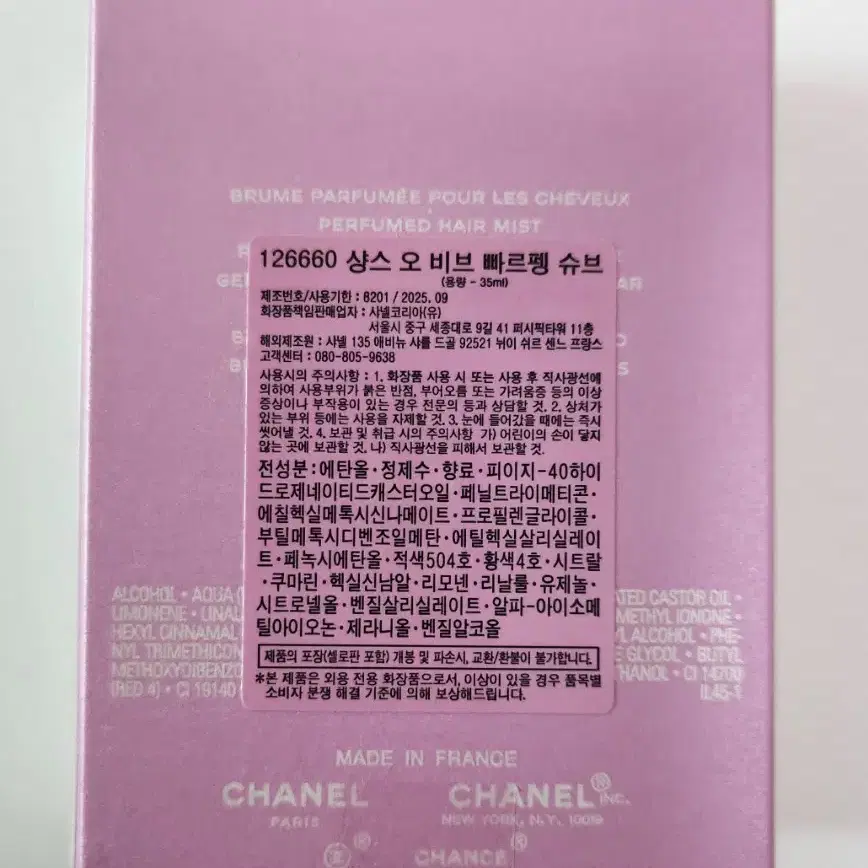 BRUME PARFUMÉE POUR LES CHEVEUX
PERFUMED HAIR MIST
126660 샹스 오 비브 빠르펭 슈브
(용량 - 35ml)
제조번호/사용기한 : 8201 / 2025. 09
화장품책임판매업자 : 샤넬코리아(유)
서울시 중구 세종대로 9길 41 퍼시픽타워 11층
해외제조원 : 샤넬 135 애비뉴 샤를 드골 92521 뉘이 쉬르 센느 프랑스
고객센터 : 080-805-9638
사용시의 주의사항 : 1. 화장품 사용 시 또는 사용 후 직사광선에
의하여 사용부위가 붉은 반점, 부어오름 또는 가려움증 등의 이상
증상이나 부작용이 있는 경우 전문의 등과 상담할 것. 2. 상처가
있는 부위 등에는 사용을 자제할 것. 3. 눈에 들어갔을 때에는 즉시
씻어낼 것. 4. 보관 및 취급 시의 주의사항 가) 어린이의 손이 닿지
않는 곳에 보관할 것. 나) 직사광선을 피해서 보관할 것.
전성분 : 에탄올·정제수·향료·피이지-40하이
드로제네이티드캐스터오일·페닐트라이메티콘·
에칠헥실메톡시신나메이트·프로필렌글라이콜·
부틸메톡시디벤조일메탄·에틸헥실살리실레이
트·페녹시에탄올·적색504호·황색4호·시트랄
·쿠마린·헥실신남알·리모넨·리날룰·유제놀·
시트로넬올·벤질살리실레이트·알파-아이소메
틸아이오논·제라니올·벤질알코올
제품의 포장(셀로판 포함) 개봉 및 파손시, 교환/환불이 불가합니다.
*본 제품은 외용 전용 화장품으로서, 이상이 있을 경우 품목별
소비자 분쟁 해결 기준에 의해 보상해드립니다.
ALCOHOL • AQUA CASTOR OIL •
LIMONENE • METHYL IONONE •
HEXYL CINNAMAL ALCOHOL • PHE-
NYL TRIMETHICON GLYCOL • BUTYL
METHOXYDIBENZO CI 14700
(RED 4) • CI 19140 IL45-1
MADE IN FRANCE
CHANEL CHANEL® INC.
PARIS NEW YORK, N.Y. 10019
® ®
CHANCE